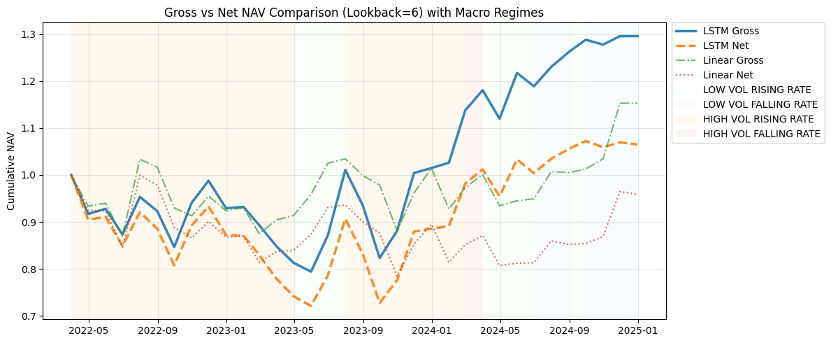 Gross vs Net NAV Comparison (Lookback=6) with Macro Regimes
Cumulative NAV
1.3
1.2
1.1
1.0
0.9
0.8
0.7
2022-05
2022-09
2023-01
2023-05
2023-09
2024-01
2024-05
2024-09
2025-01
LSTM Gross
LSTM Net
Linear Gross
Linear Net
LOW VOL RISING RATE
LOW VOL FALLING RATE
HIGH VOL RISING RATE
HIGH VOL FALLING RATE